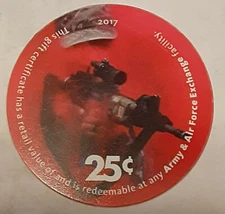 2017
This gift certificate has a retail value of and is redeemable at any Army & Air Force Exchange facility.
25¢